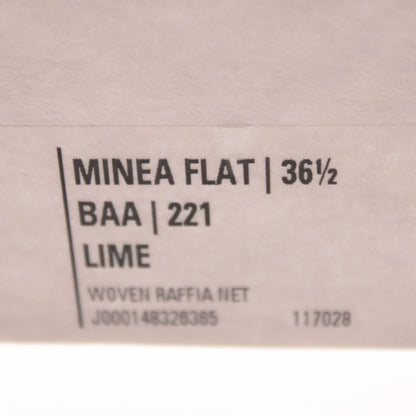 MINEA FLAT | 36½
BAA | 221
LIME
WOVEN RAFFIA NET
J000148326365 117028